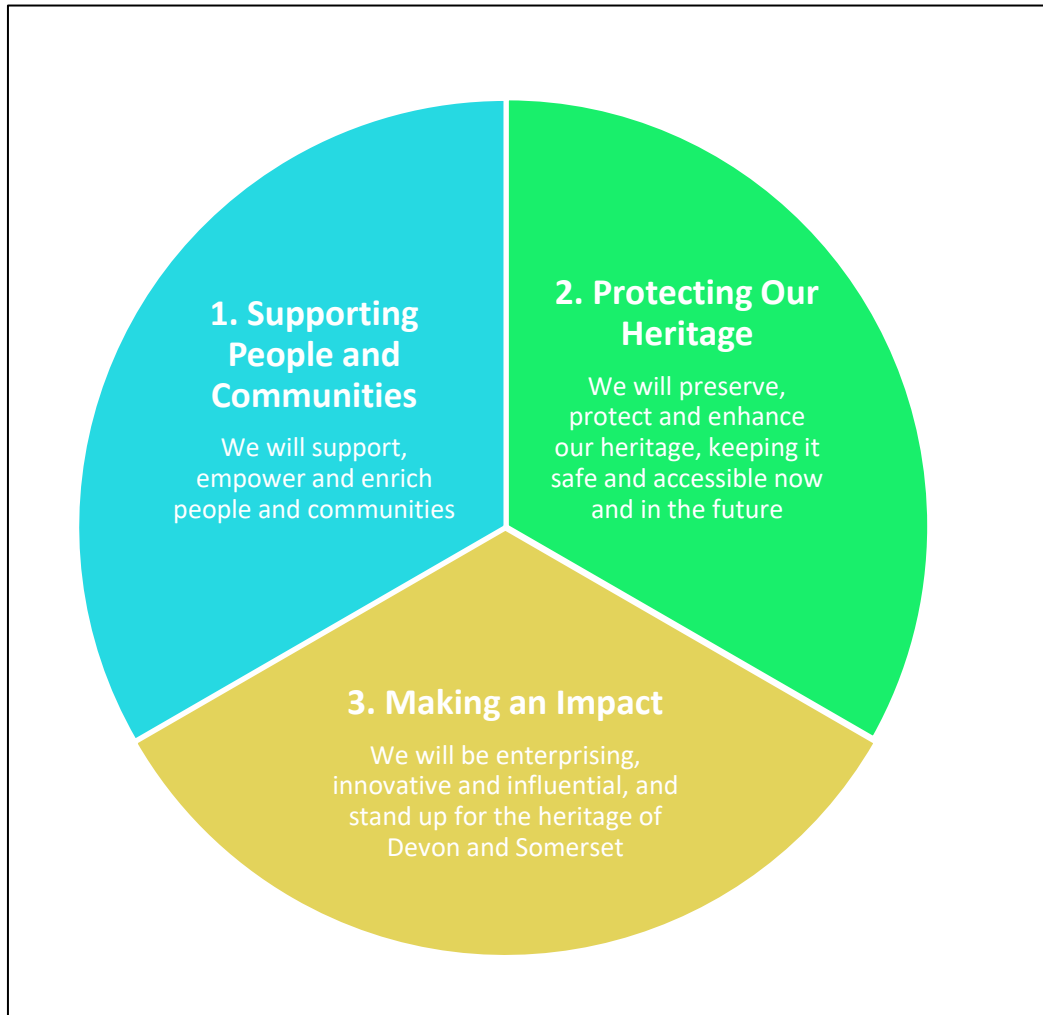 1. Supporting
People and
Communities
We will support,
empower and enrich
people and communities
2. Protecting Our
Heritage
We will preserve,
protect and enhance
our heritage, keeping it
safe and accessible now
and in the future
3. Making an Impact
We will be enterprising,
innovative and influential, and
stand up for the heritage of
Devon and Somerset